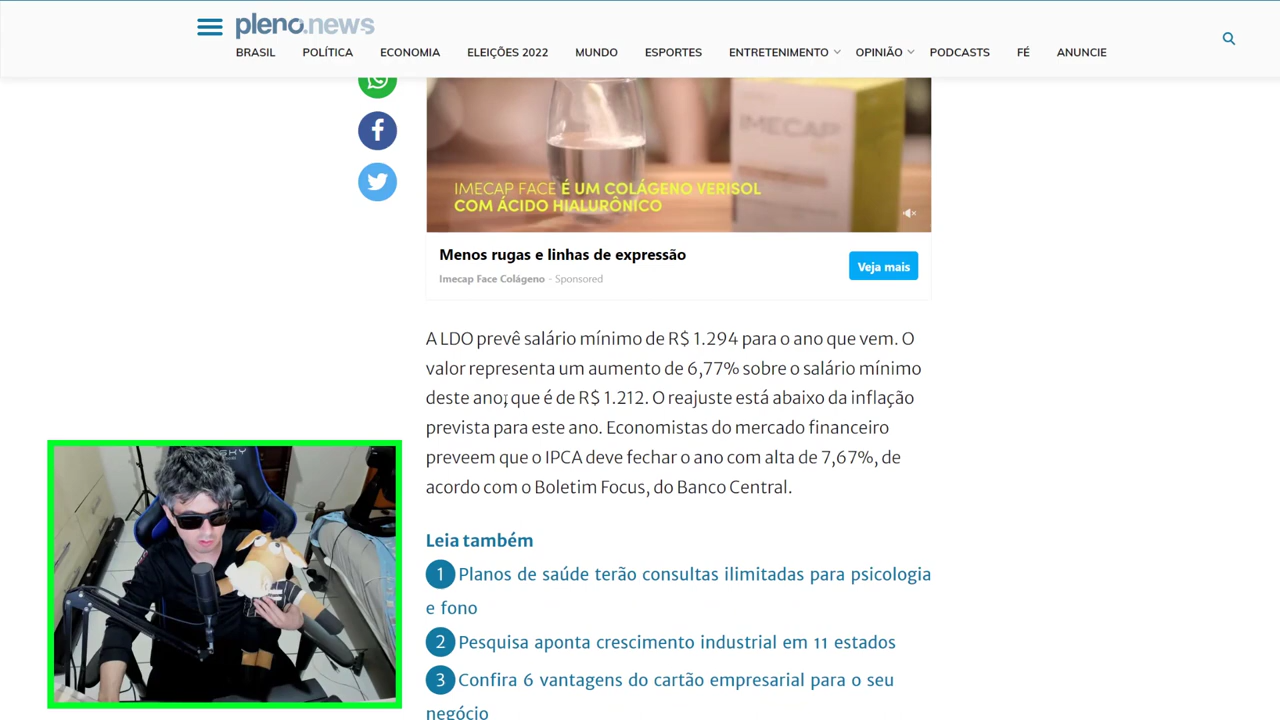 pleno.news
BRASIL POLÍTICA ECONOMIA ELEIÇÕES 2022 MUNDO ESPORTES ENTRETENIMENTO OPINIÃO PODCASTS FÉ ANUNCIE
IMECAP
IMECAP FACE É UM COLÁGENO VERISOL
COM ÁCIDO HIALURÔNICO
Menos rugas e linhas de expressão
Veja mais
Imecap Face Colágeno - Sponsored
A LDO prevê salário mínimo de R$ 1.294 para o ano que vem. O
valor representa um aumento de 6,77% sobre o salário mínimo
deste ano, que é de R$ 1.212. O reajuste está abaixo da inflação
prevista para este ano. Economistas do mercado financeiro
preveem que o IPCA deve fechar o ano com alta de 7,67%, de
acordo com o Boletim Focus, do Banco Central.
Leia também
1 Planos de saúde terão consultas ilimitadas para psicologia
e fono
2 Pesquisa aponta crescimento industrial em 11 estados
3 Confira 6 vantagens do cartão empresarial para o seu
negócio